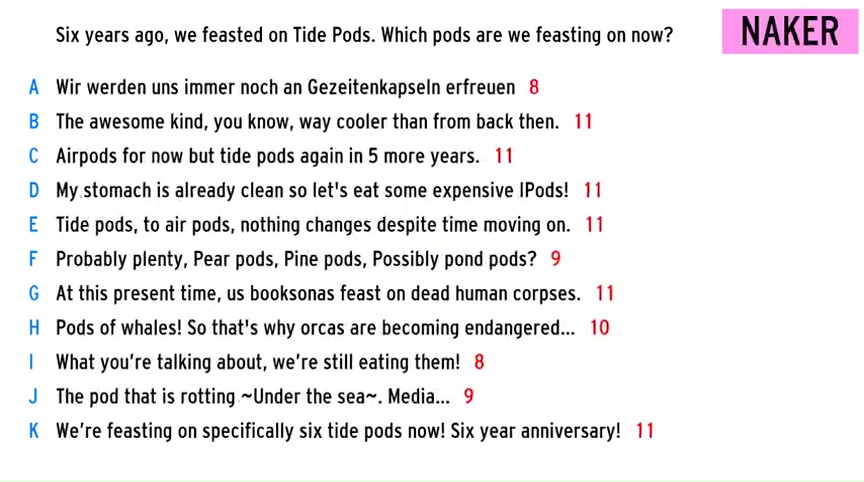 Six years ago, we feasted on Tide Pods. Which pods are we feasting on now?
NAKER
A Wir werden uns immer noch an Gezeitenkapseln erfreuen 8
B The awesome kind, you know, way cooler than from back then. 11
C Airpods for now but tide pods again in 5 more years. 11
D My stomach is already clean so let's eat some expensive IPods! 11
E Tide pods, to air pods, nothing changes despite time moving on. 11
F Probably plenty, Pear pods, Pine pods, Possibly pond pods? 9
G At this present time, us booksonas feast on dead human corpses. 11
H Pods of whales! So that's why orcas are becoming endangered... 10
I What you're talking about, we're still eating them! 8
J The pod that is rotting ~Under the sea~. Media... 9
K We're feasting on specifically six tide pods now! Six year anniversary! 11